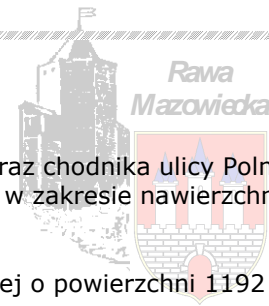 Rawa
Mazowiecka
raz chodnika ulicy Poln
w zakresie nawierzchn
ej o powierzchni 1192